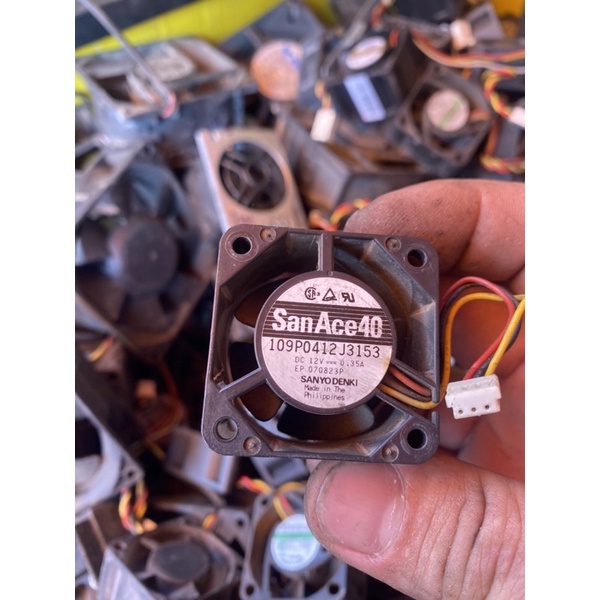 SanAce40
109P0412J3153
DC 12V 0.35A
EP 070823P
SANYO DENKI
Made in The
Philippines